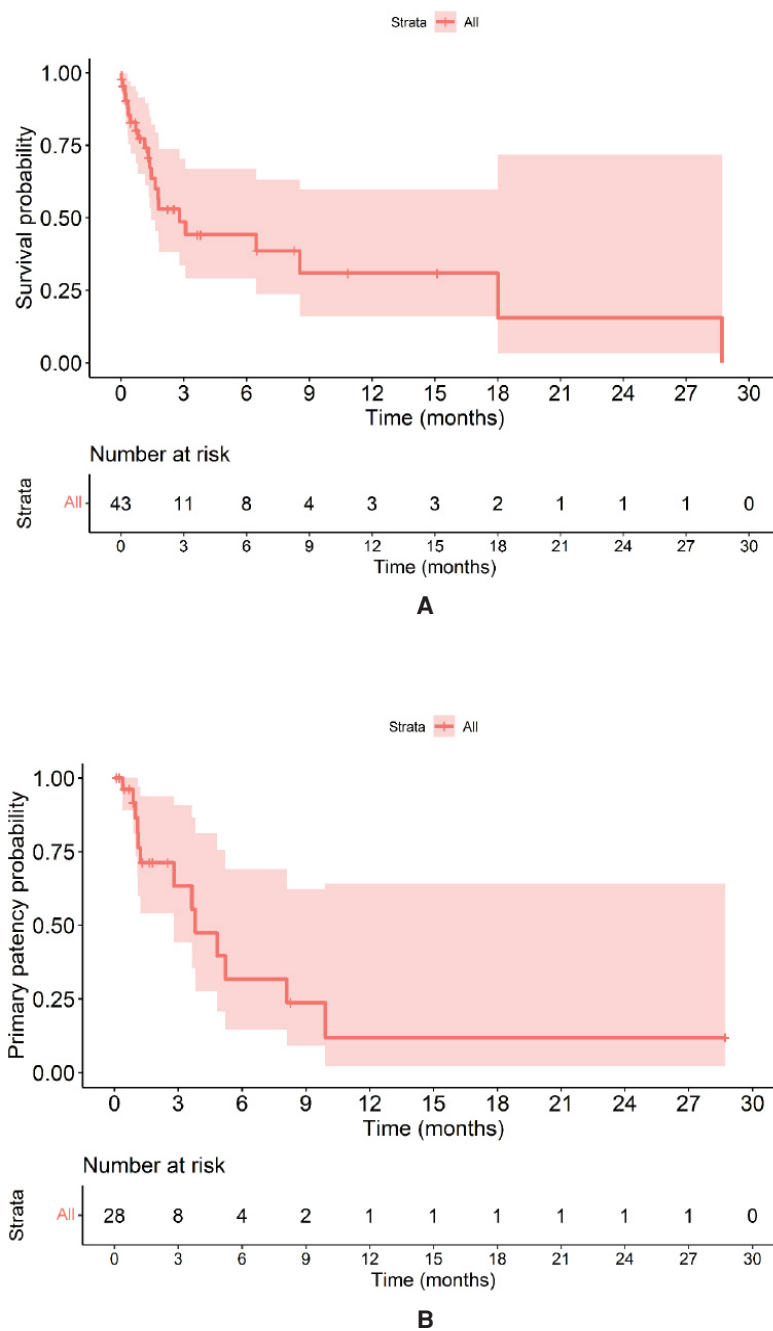 Strata All
Survival probability
1.00
0.75
0.50
0.25
0.00
0 3 6 9 12 15 18 21 24 27 30
Time (months)
Number at risk
Strata
All 43 11 8 4 3 3 2 1 1 1 0
0 3 6 9 12 15 18 21 24 27 30
Time (months)
A
Strata All
Primary patency probability
1.00
0.75
0.50
0.25
0.00
0 3 6 9 12 15 18 21 24 27 30
Time (months)
Number at risk
Strata
All 28 8 4 2 1 1 1 1 1 1 0
0 3 6 9 12 15 18 21 24 27 30
Time (months)
B